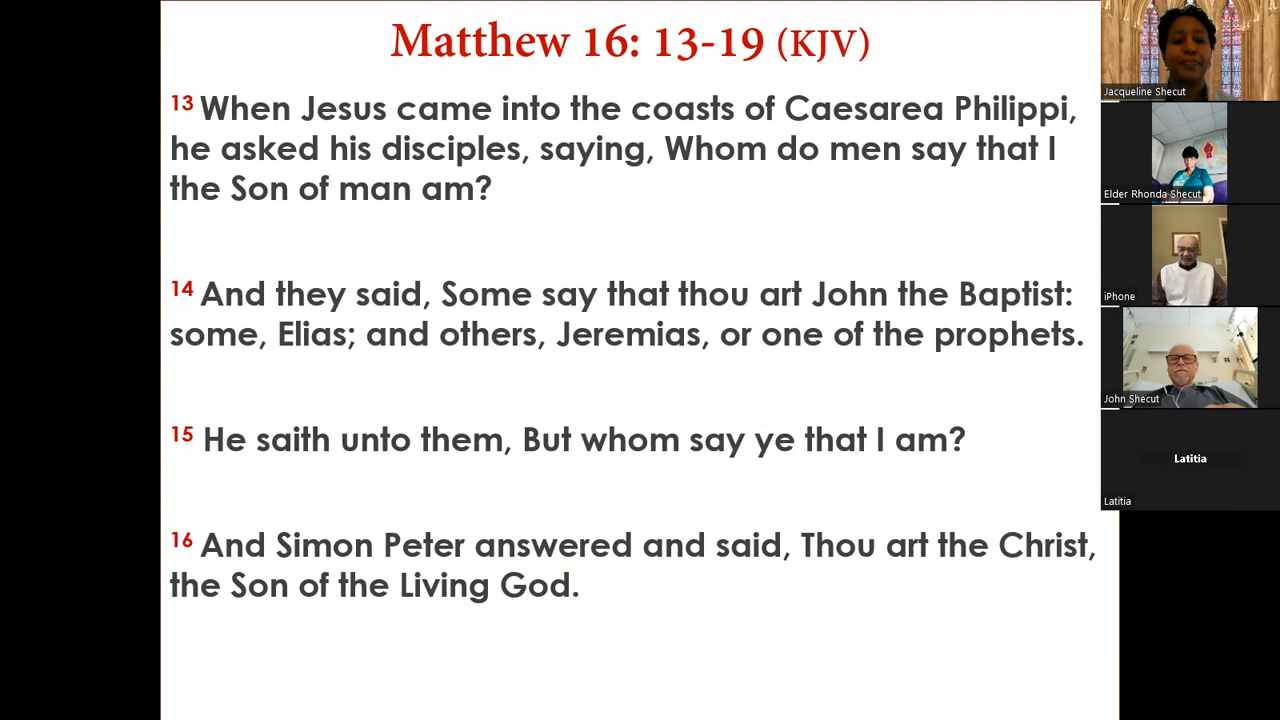 Matthew 16: 13-19 (KJV)
13 When Jesus came into the coasts of Caesarea Philippi,
he asked his disciples, saying, Whom do men say that I
the Son of man am?
14 And they said, Some say that thou art John the Baptist:
some, Elias; and others, Jeremias, or one of the prophets.
15 He saith unto them, But whom say ye that I am?
16 And Simon Peter answered and said, Thou art the Christ,
the Son of the Living God.
Jacqueline Shecut
Elder Rhonda Shecut
iPhone
John Shecut
Latitia
Latitia